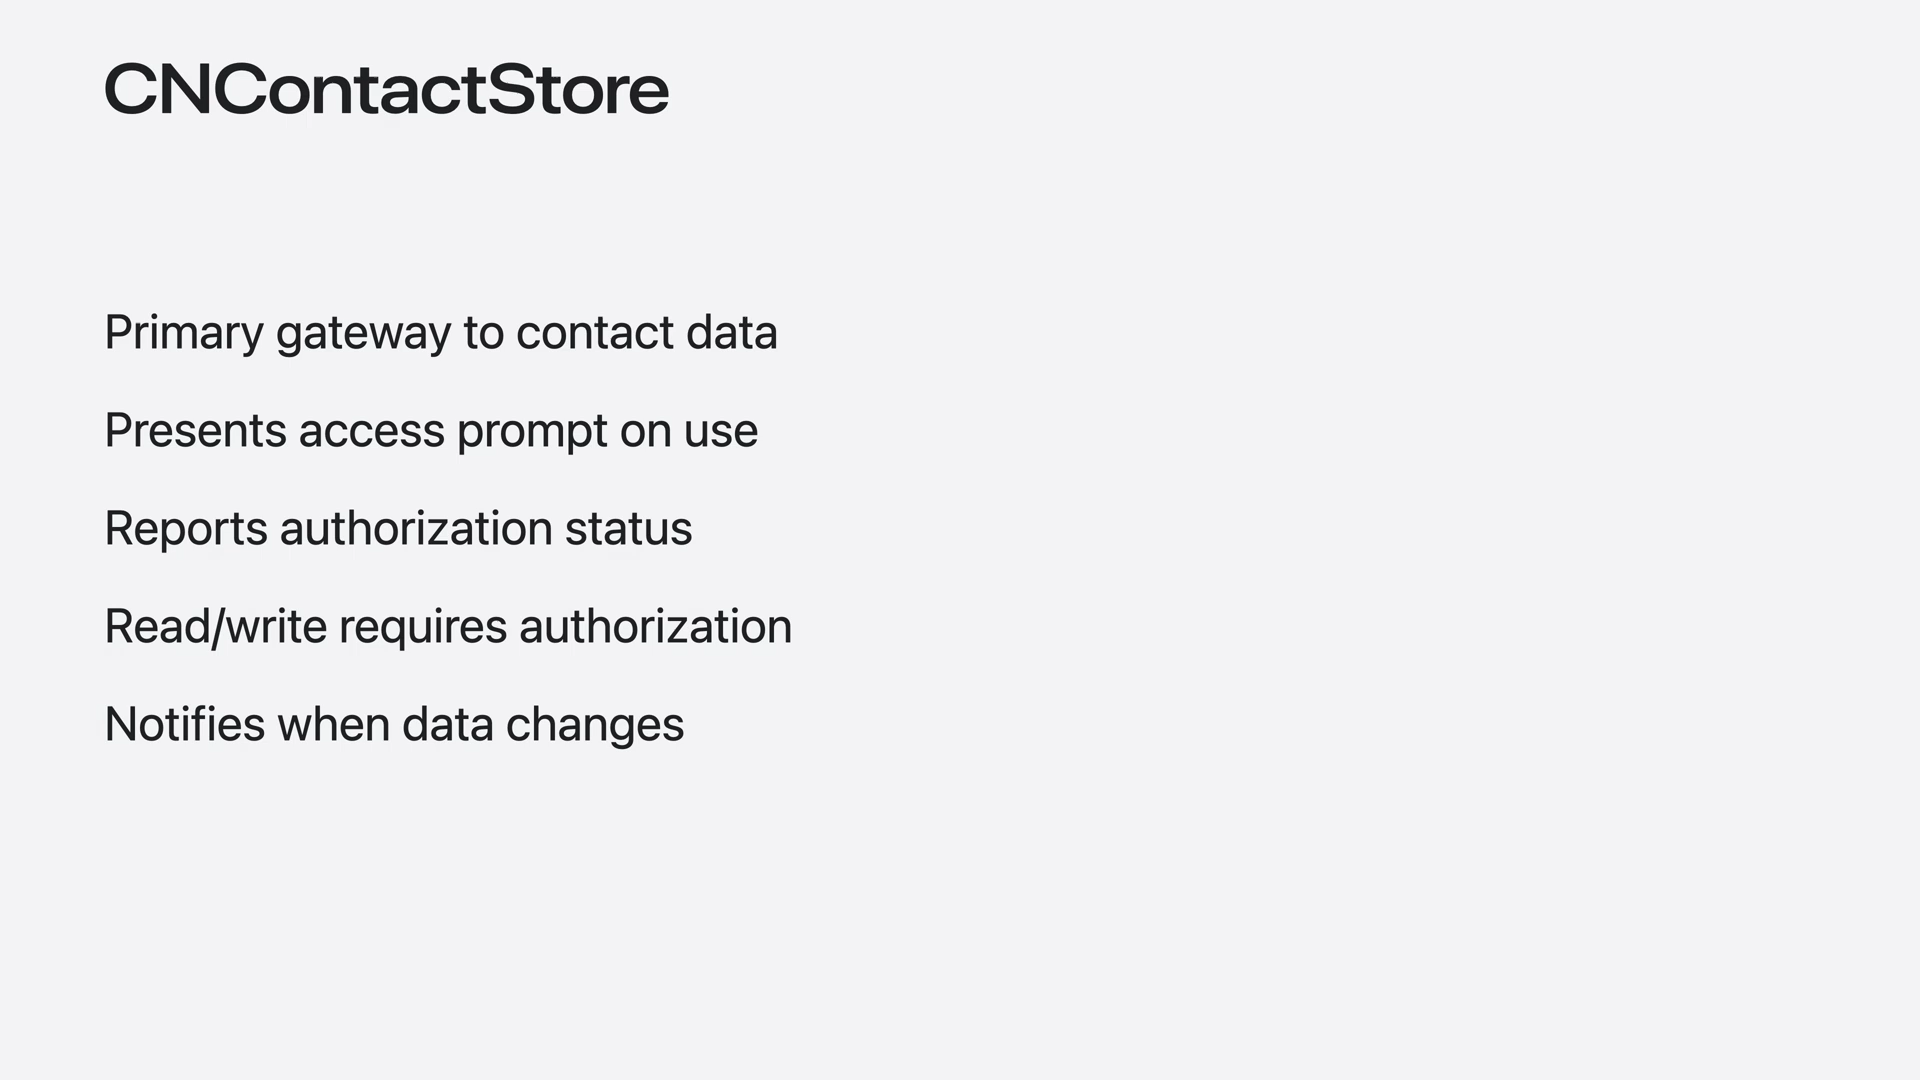 CNContactStore
Primary gateway to contact data
Presents access prompt on use
Reports authorization status
Read/write requires authorization
Notifies when data changes